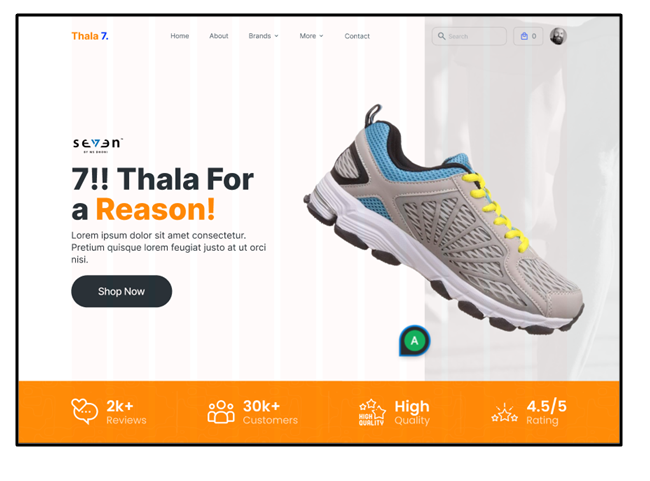 Thala 7.
Home
About
Brands
More
Contact
Search
0
seven
BY MS DHONI
7!! Thala For
a Reason!
Lorem ipsum dolor sit amet consectetur.
Pretium quisque lorem feugiat justo at ut orci
nisi.
Shop Now
A
2k+
Reviews
30k+
Customers
HIGH
QUALITY
High
Quality
4.5/5
Rating